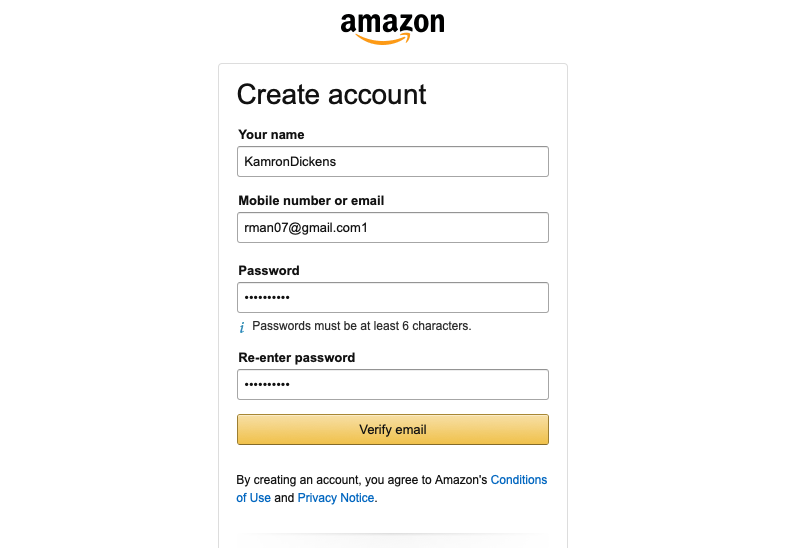 amazon
Create account
Your name
KamronDickens
Mobile number or email
rman07@gmail.com1
Password
••••••••••
i Passwords must be at least 6 characters.
Re-enter password
••••••••••
Verify email
By creating an account, you agree to Amazon's Conditions
of Use and Privacy Notice.